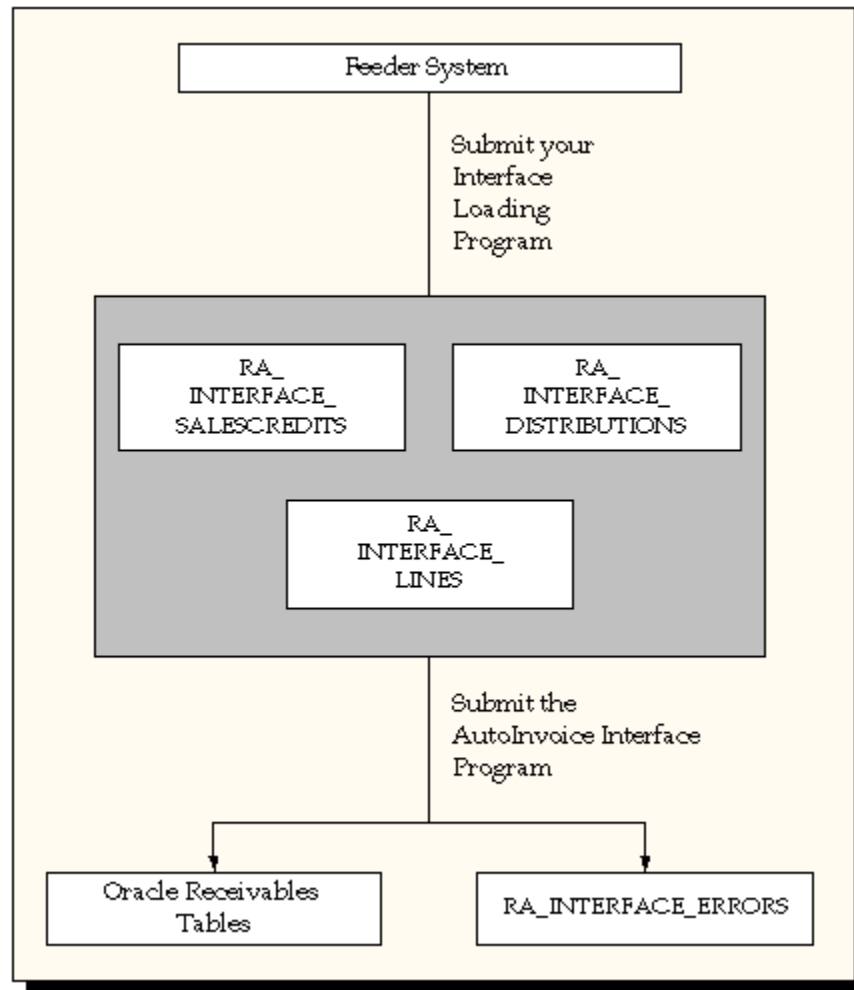 Feeder System
Submit your
Interface
Loading
Program
RA_
INTERFACE_
SALESCREDITS
RA_
INTERFACE_
DISTRIBUTIONS
RA_
INTERFACE_
LINES
Submit the
AutoInvoice Interface
Program
Oracle Receivables
Tables
RA_INTERFACE_ERRORS